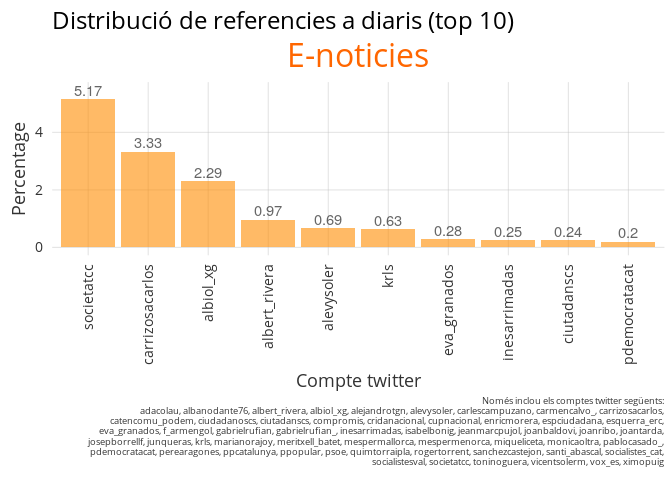 Distribució de referencies a diaris (top 10)
E-noticies
Percentage
4
2
0
5.17
3.33
2.29
0.97
0.69
0.63
0.28
0.25
0.24
0.2
societatcc
carrizosacarlos
albiol_xg
albert_rivera
alevysoler
krls
eva_granados
inesarrimadas
ciutadanscs
pdemocratacat
Compte twitter
Només inclou els comptes twitter següents:
adacolau, albanodante76, albert_rivera, albiol_xg, alejandrotgn, alevysoler, carlescampuzano, carmencalvo_, carrizosacarlos,
catencomu_podem, ciudadanoscs, ciutadanscs, compromis, cridanacional, cupnacional, enricmorera, espciudadana, esquerra_erc,
eva_granados, f_armengol, gabrielrufian, gabrielrufian_, inesarrimadas, isabelbonig, jeanmarcpujol, joanbaldovi, joanribo, joantarda,
josepborrellf, junqueras, krls, marianorajoy, meritxell_batet, mespermallorca, mespermenorca, miqueliceta, monicaoltra, pablocasado_,
pdemocratacat, perearagones, ppcatalunya, ppopular, psoe, quimtorraipla, rogertorrent, sanchezcastejon, santi_abascal, socialistes_cat,
socialistesval, societatcc, toninoguera, vicentsolerm, vox_es, ximopuig